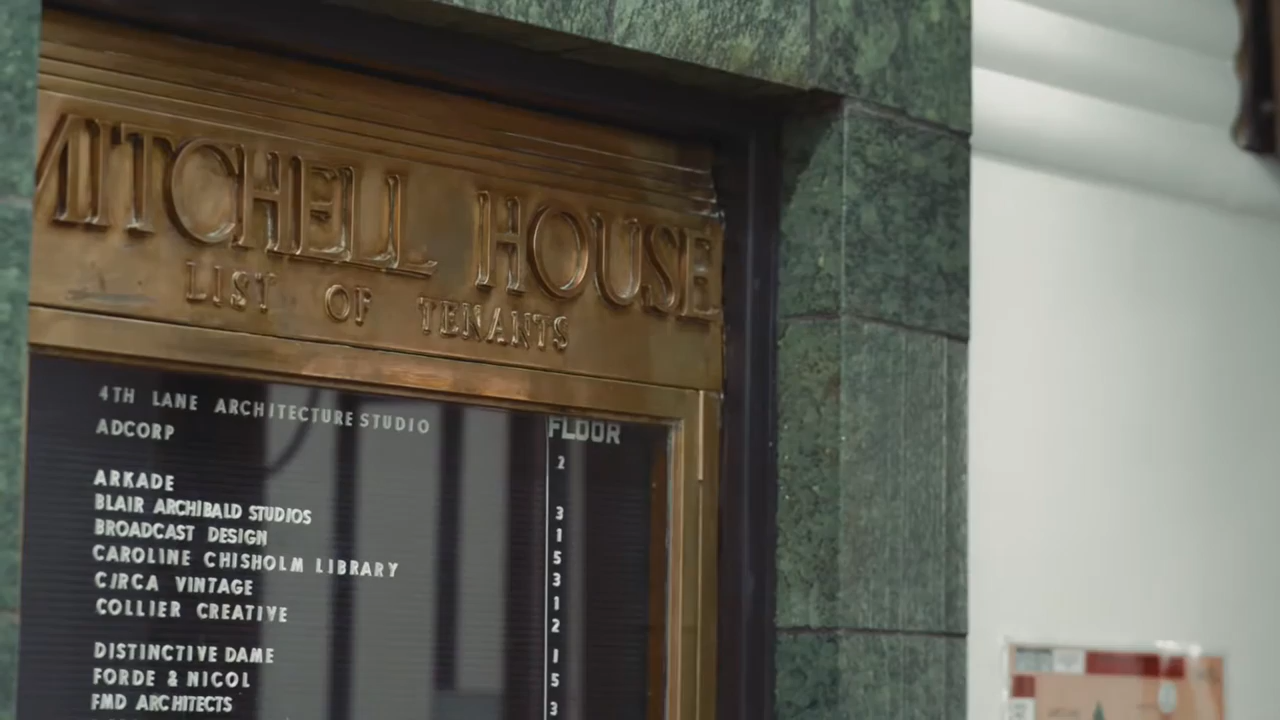 MITCHELL HOUSE
LIST OF TENANTS
4TH LANE ARCHITECTURE STUDIO FLOOR
ADCORP 2
ARKADE 3
BLAIR ARCHIBALD STUDIOS 1
BROADCAST DESIGN 5
CAROLINE CHISHOLM LIBRARY 3
CIRCA VINTAGE 1
COLLIER CREATIVE 2
DISTINCTIVE DAME 1
FORDE & NICOL 5
FMD ARCHITECTS 3